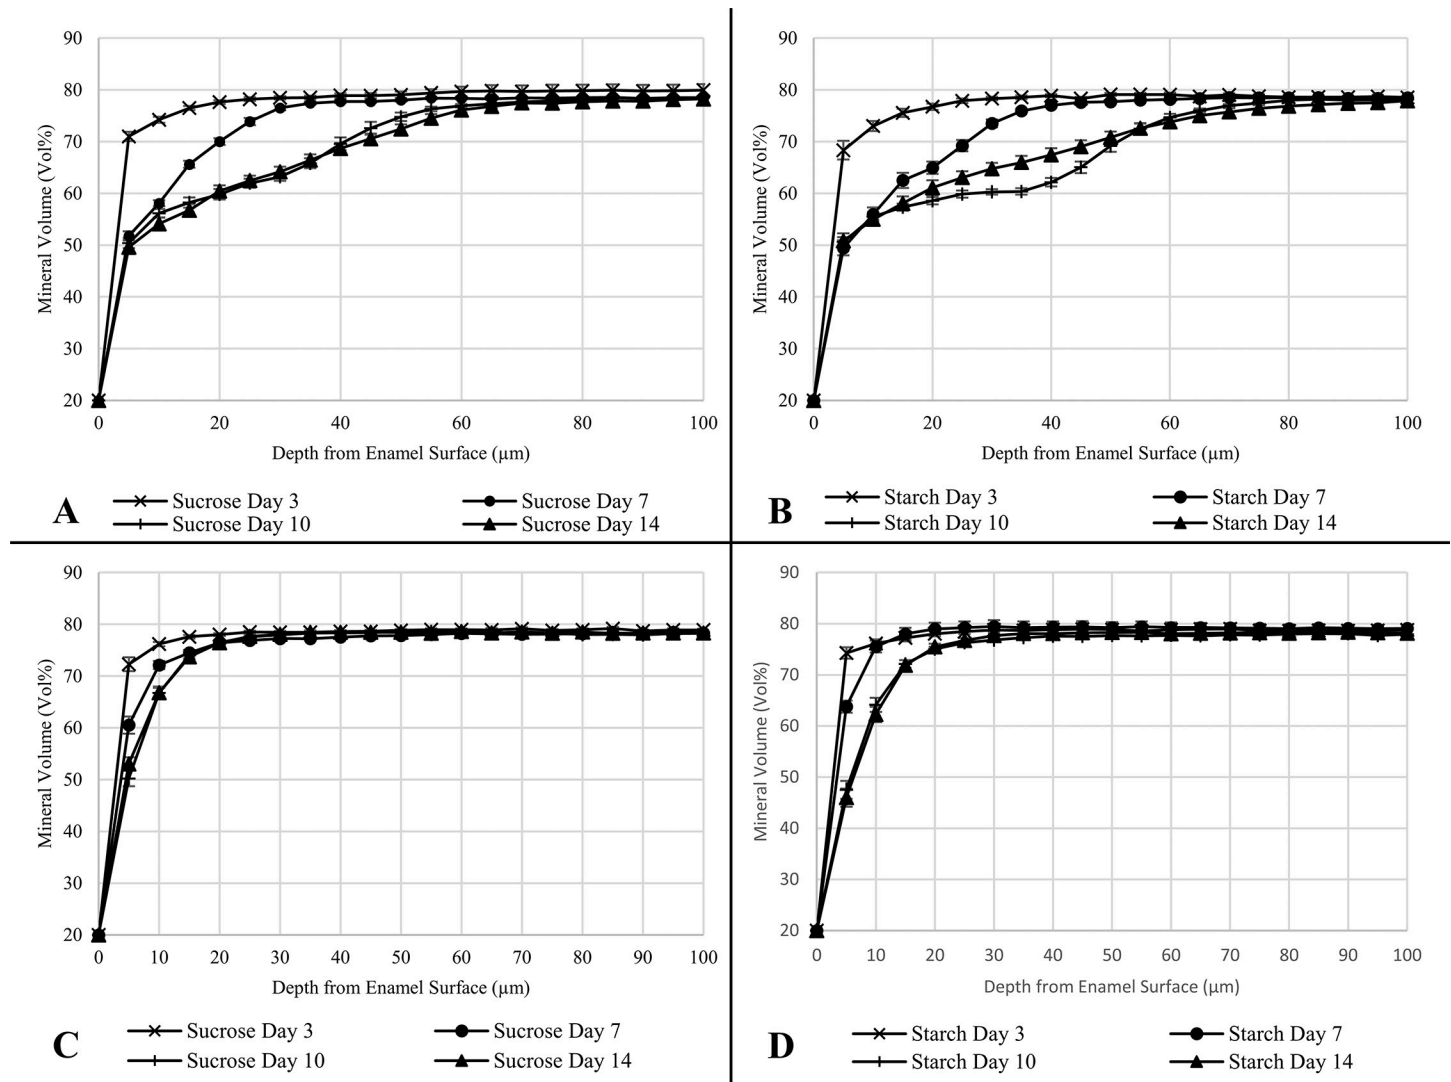 90
80
70
60
50
40
30
20
Mineral Volume (Vol%)
0 20 40 60 80 100
Depth from Enamel Surface (µm)
A
Sucrose Day 3 Sucrose Day 7
Sucrose Day 10 Sucrose Day 14
90
80
70
60
50
40
30
20
Mineral Volume (Vol%)
0 20 40 60 80 100
Depth from Enamel Surface (µm)
B
Starch Day 3 Starch Day 7
Starch Day 10 Starch Day 14
90
80
70
60
50
40
30
20
Mineral Volume (Vol%)
0 10 20 30 40 50 60 70 80 90 100
Depth from Enamel Surface (µm)
C
Sucrose Day 3 Sucrose Day 7
Sucrose Day 10 Sucrose Day 14
90
80
70
60
50
40
30
20
Mineral Volume (Vol%)
0 10 20 30 40 50 60 70 80 90 100
Depth from Enamel Surface (µm)
D
Starch Day 3 Starch Day 7
Starch Day 10 Starch Day 14